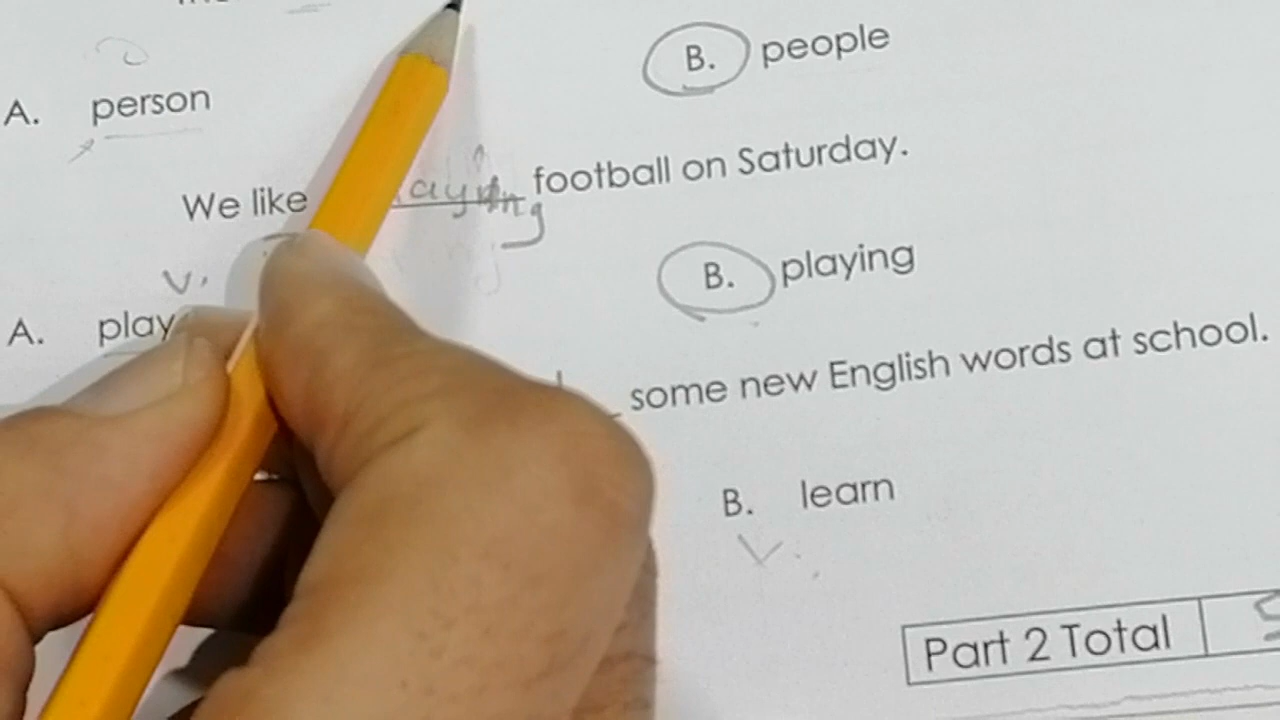 B. people
A. person
We like playing football on Saturday.
V.
B. playing
A. play
some new English words at school.
B. learn
V.
Part 2 Total